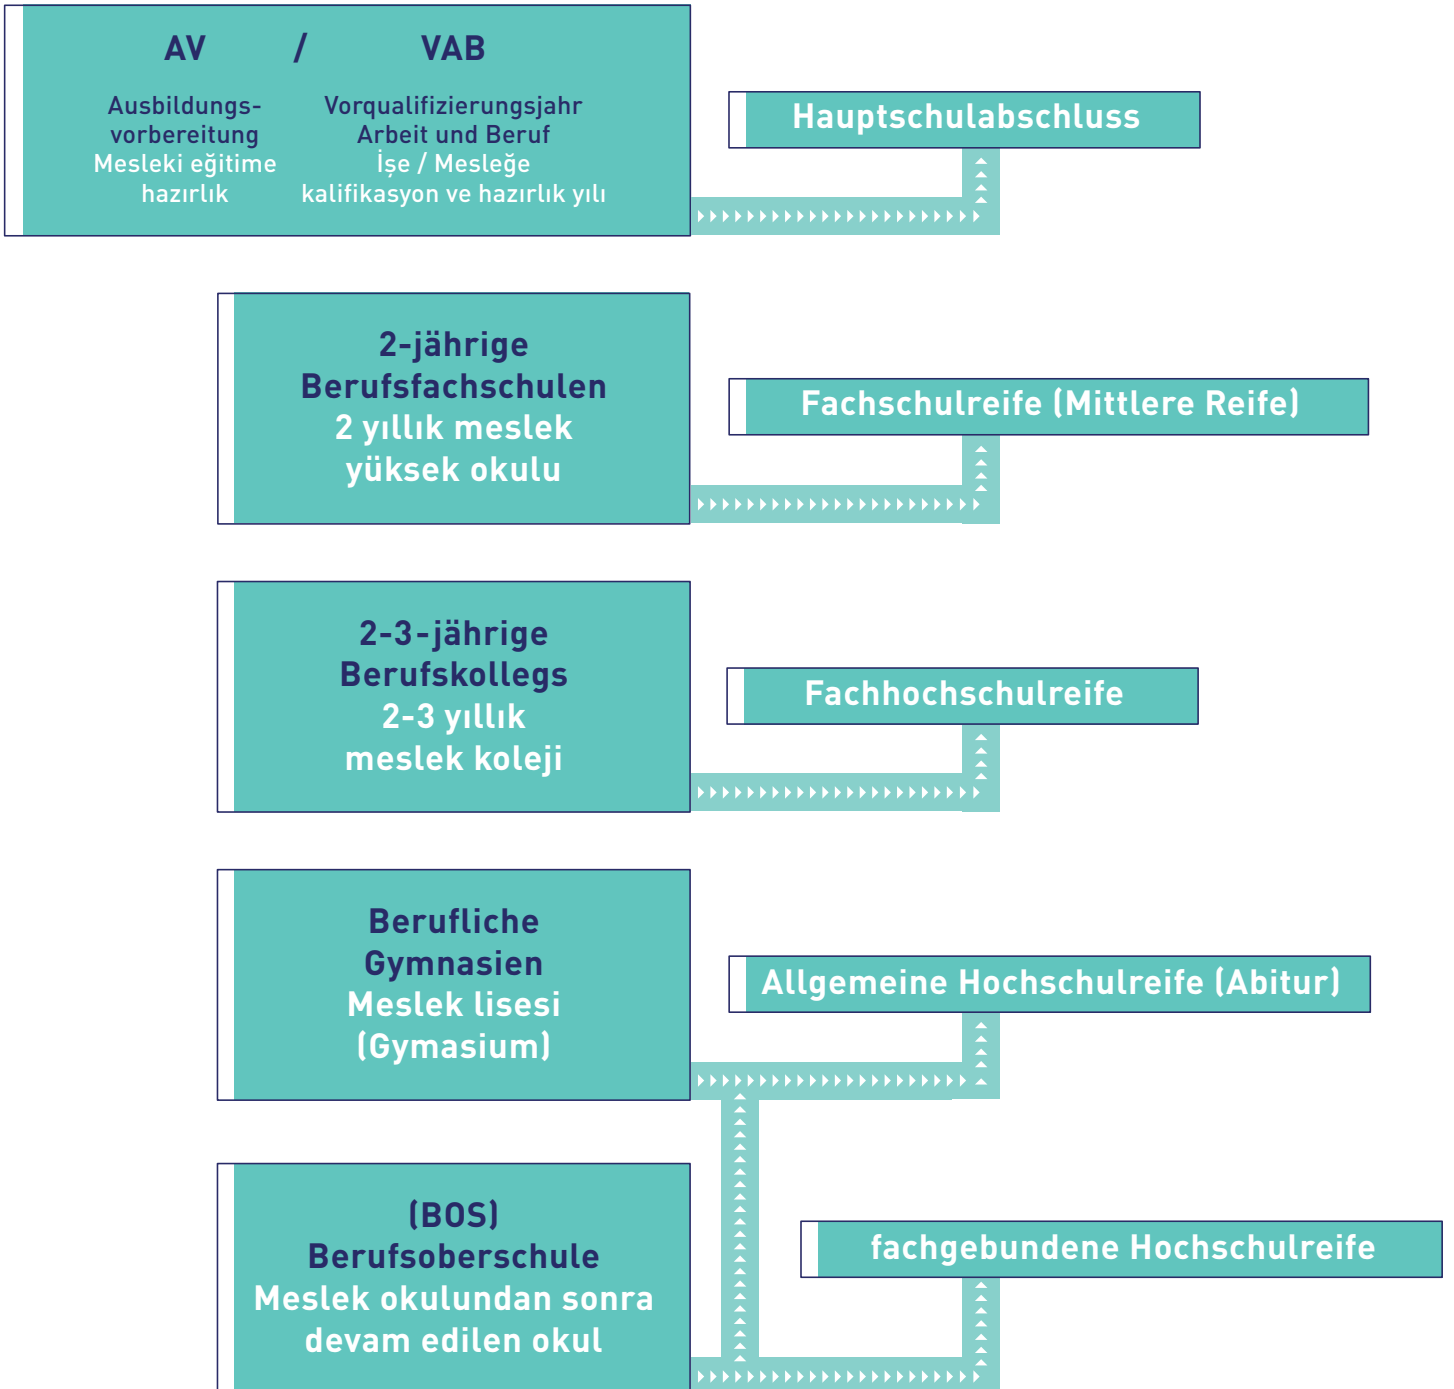 AV / VAB
Ausbildungs-
vorbereitung
Mesleki eğitime
hazırlık
Vorqualifizierungsjahr
Arbeit und Beruf
İşe / Mesleğe
kalifikasyon ve hazırlık yılı
Hauptschulabschluss
2-jährige
Berufsfachschulen
2 yıllık meslek
yüksek okulu
Fachschulreife (Mittlere Reife)
2-3-jährige
Berufskollegs
2-3 yıllık
meslek koleji
Fachhochschulreife
Berufliche
Gymnasien
Meslek lisesi
(Gymasium)
Allgemeine Hochschulreife (Abitur)
(BOS)
Berufsoberschule
Meslek okulundan sonra
devam edilen okul
fachgebundene Hochschulreife